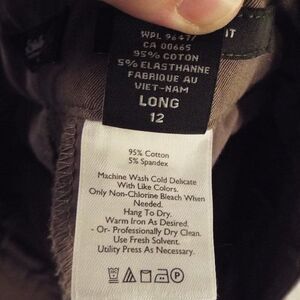 IT
WPL 9647/
CA 00665
95% COTON
5% ELASTHANNE
FABRIQUE AU
VIET-NAM
LONG
12
95% Cotton
5% Spandex
Machine Wash Cold Delicate
With Like Colors.
Only Non-Chlorine Bleach When
Needed.
Hang To Dry.
Warm Iron As Desired.
- Or- Professionally Dry Clean.
Use Fresh Solvent.
Utility Press As Necessary.
P